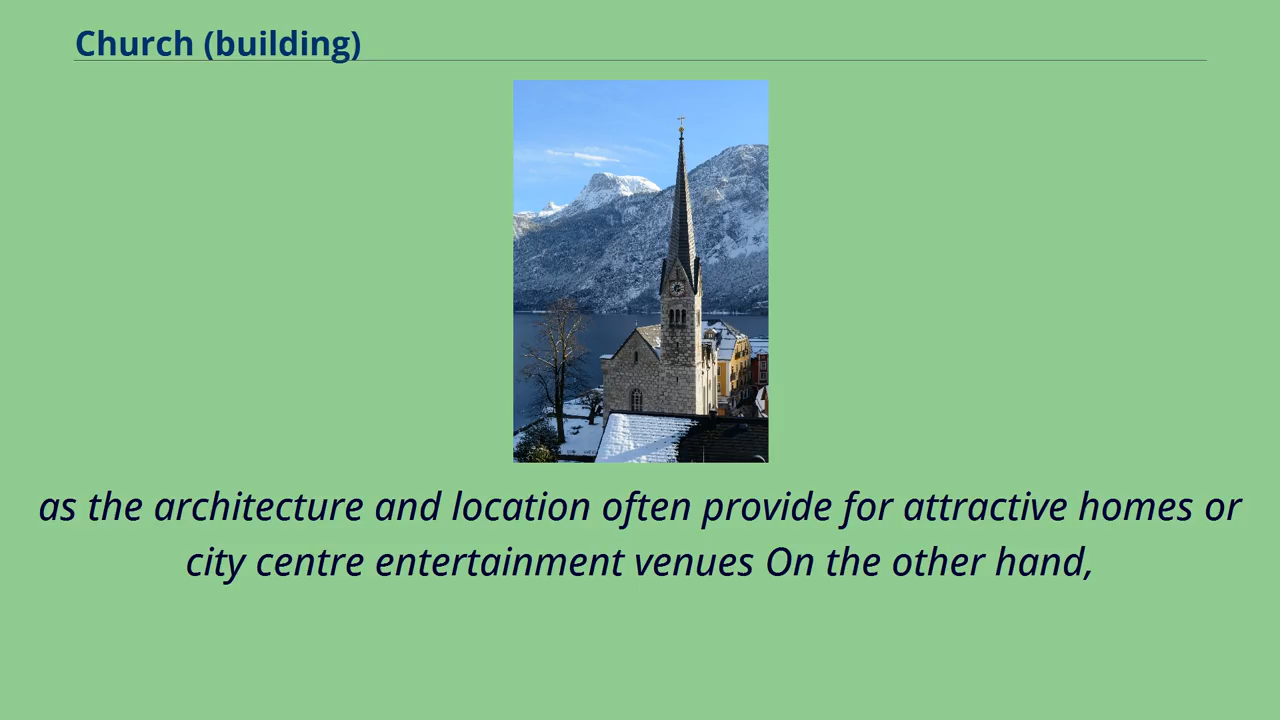 Church (building)
as the architecture and location often provide for attractive homes or
city centre entertainment venues On the other hand,